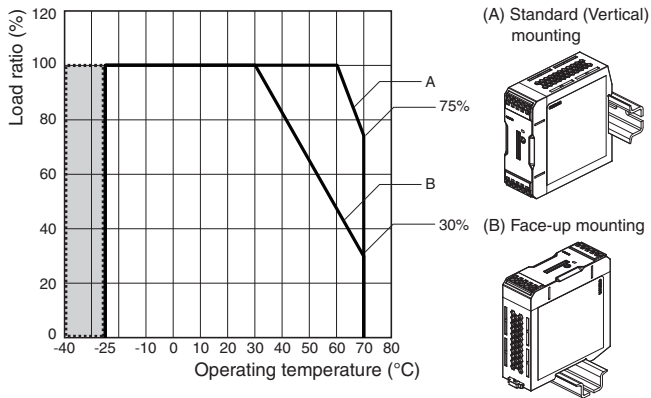 Load ratio (%)
120
100
80
60
40
20
0
-40 -25 -10 0 10 20 30 40 50 60 70 80
Operating temperature (°C)
A
75%
B
30%
(A) Standard (Vertical)
mounting
(B) Face-up mounting